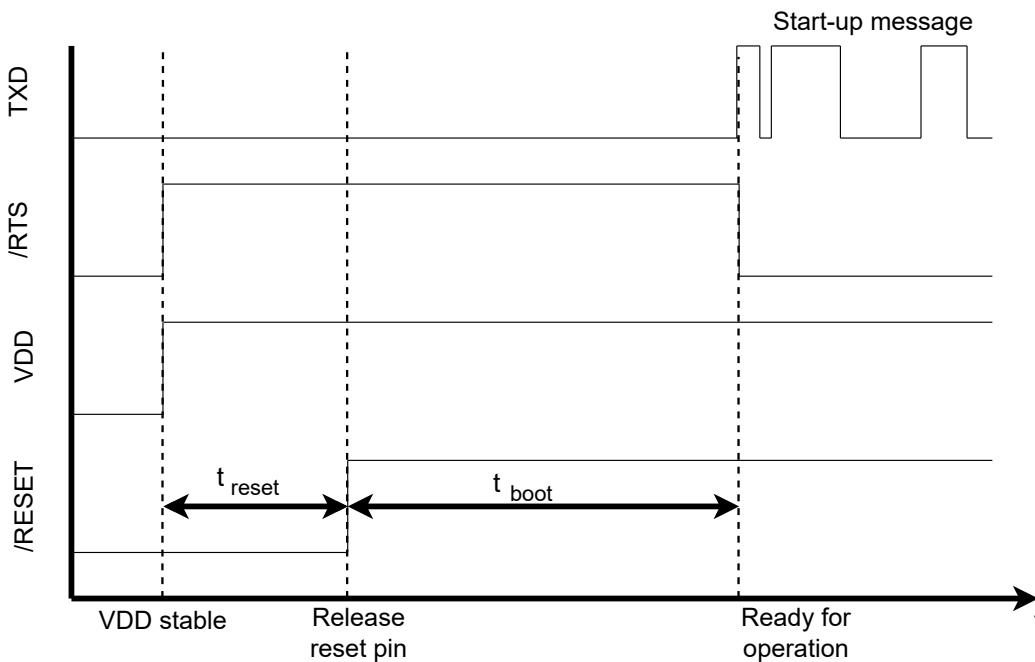 Start-up message
TXD
/RTS
VDD
/RESET
t reset
t boot
VDD stable
Release
reset pin
Ready for
operation